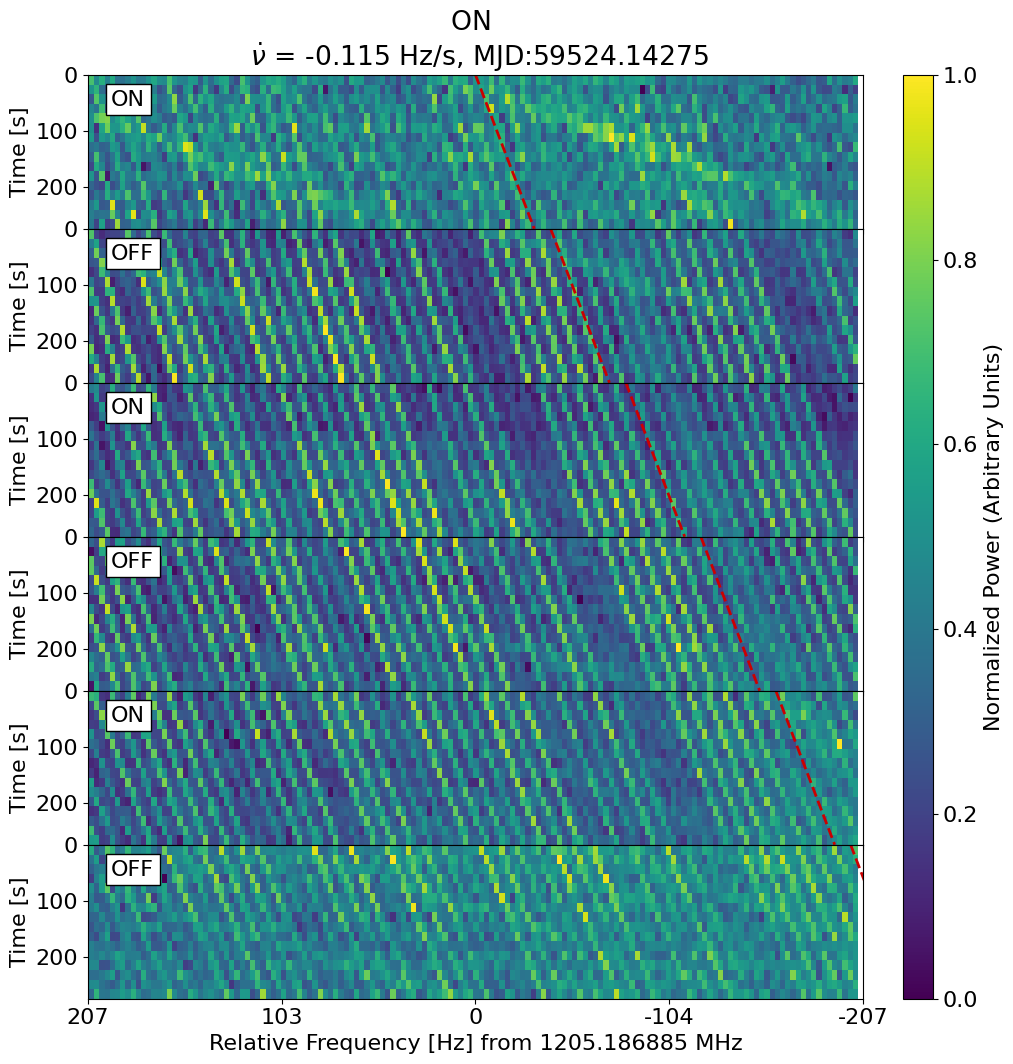 ON
ν̇ = -0.115 Hz/s, MJD:59524.14275
0
100
200
Time [s]
ON
0
100
200
Time [s]
OFF
0
100
200
Time [s]
ON
0
100
200
Time [s]
OFF
0
100
200
Time [s]
ON
0
100
200
Time [s]
OFF
207
103
0
-104
-207
Relative Frequency [Hz] from 1205.186885 MHz
1.0
0.8
0.6
0.4
0.2
0.0
Normalized Power (Arbitrary Units)